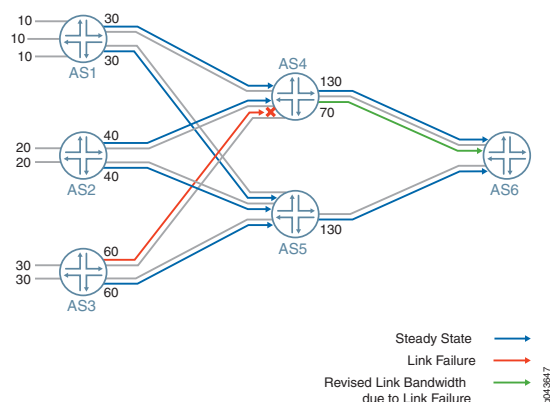 10
10
10
30
AS1
30
AS4
130
70
20
20
40
AS2
40
AS6
AS5
130
30
30
60
AS3
60
Steady State
Link Failure
Revised Link Bandwidth
due to Link Failure